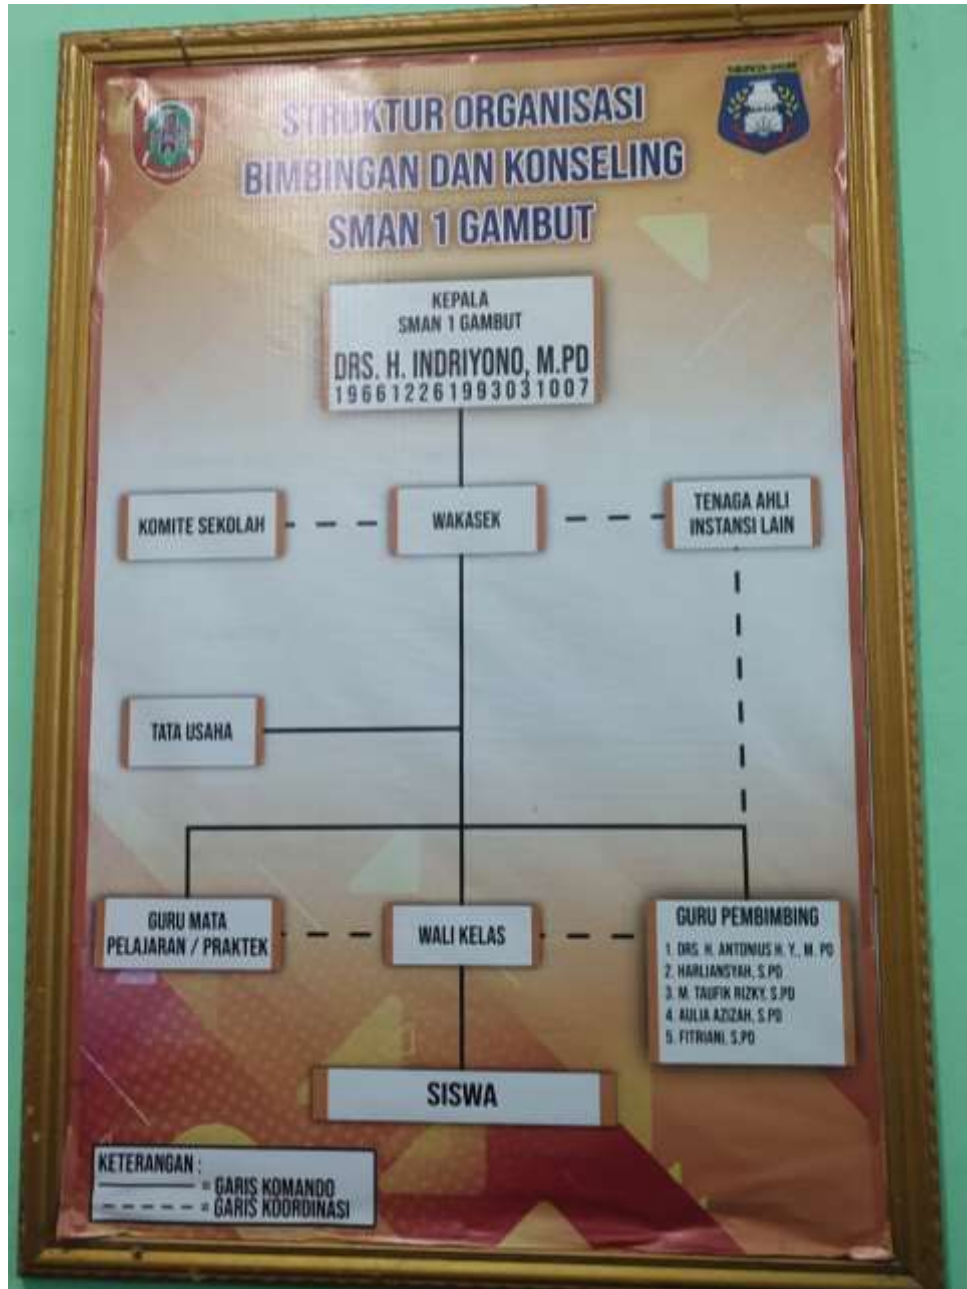 STRUKTUR ORGANISASI
BIMBINGAN DAN KONSELING
SMAN 1 GAMBUT
KEPALA
SMAN 1 GAMBUT
DRS. H. INDRIYONO, M.PD
196612261993031007
KOMITE SEKOLAH
WAKASEK
TENAGA AHLI
INSTANSI LAIN
TATA USAHA
GURU MATA
PELAJARAN / PRAKTEK
WALI KELAS
GURU PEMBIMBING
1. DRS. H. ANTONIUS H. Y., M. PD
2. HARLIANSYAH, S.PD
3. M. TAUFIK RIZKY, S.PD
4. AULIA AZIZAH, S.PD
5. FITRIANI, S.PD
SISWA
KETERANGAN :
= GARIS KOMANDO
= GARIS KOORDINASI